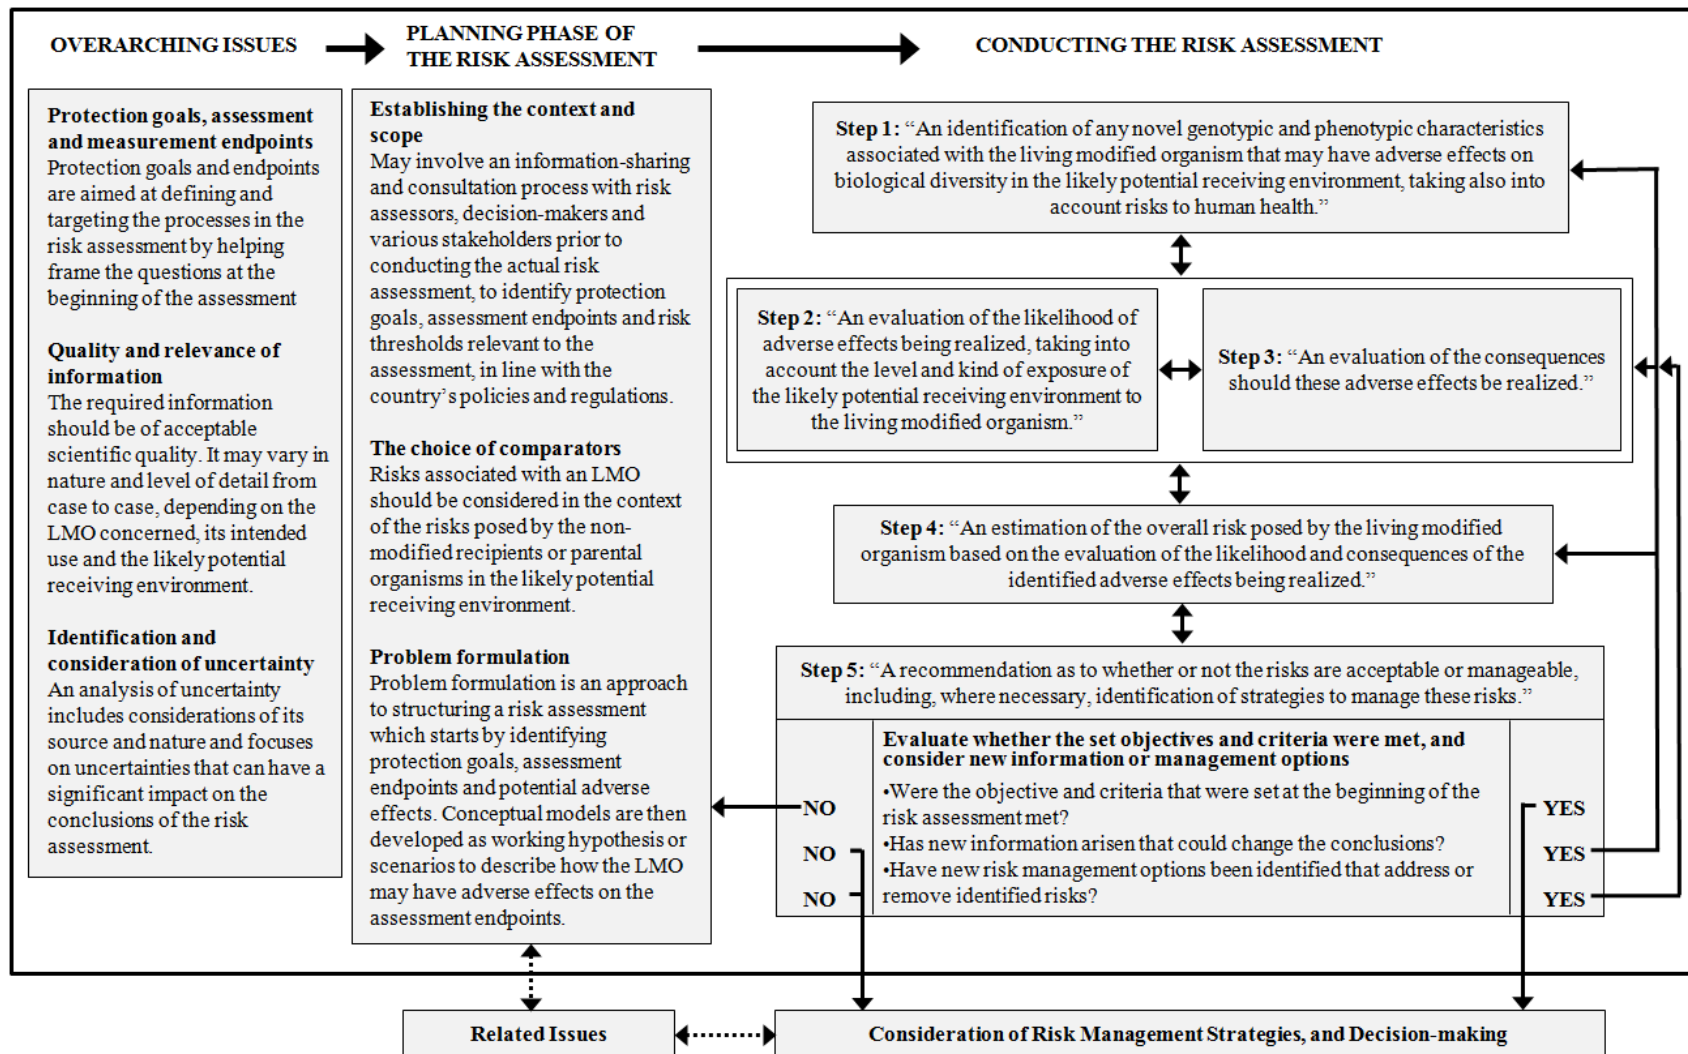 OVERARCHING ISSUES
PLANNING PHASE OF
THE RISK ASSESSMENT
CONDUCTING THE RISK ASSESSMENT
Protection goals, assessment
and measurement endpoints
Protection goals and endpoints
are aimed at defining and
targeting the processes in the
risk assessment by helping
frame the questions at the
beginning of the assessment
Quality and relevance of
information
The required information
should be of acceptable
scientific quality. It may vary in
nature and level of detail from
case to case, depending on the
LMO concerned, its intended
use and the likely potential
receiving environment.
Identification and
consideration of uncertainty
An analysis of uncertainty
includes considerations of its
source and nature and focuses
on uncertainties that can have a
significant impact on the
conclusions of the risk
assessment.
Establishing the context and
scope
May involve an information-sharing
and consultation process with risk
assessors, decision-makers and
various stakeholders prior to
conducting the actual risk
assessment, to identify protection
goals, assessment endpoints and risk
thresholds relevant to the
assessment, in line with the
country’s policies and regulations.
The choice of comparators
Risks associated with an LMO
should be considered in the context
of the risks posed by the non-
modified recipients or parental
organisms in the likely potential
receiving environment.
Problem formulation
Problem formulation is an approach
to structuring a risk assessment
which starts by identifying
protection goals, assessment
endpoints and potential adverse
effects. Conceptual models are then
developed as working hypothesis or
scenarios to describe how the LMO
may have adverse effects on the
assessment endpoints.
Step 1: “An identification of any novel genotypic and phenotypic characteristics
associated with the living modified organism that may have adverse effects on
biological diversity in the likely potential receiving environment, taking also into
account risks to human health.”
Step 2: “An evaluation of the likelihood of
adverse effects being realized, taking into
account the level and kind of exposure of
the likely potential receiving environment to
the living modified organism.”
Step 3: “An evaluation of the consequences
should these adverse effects be realized.”
Step 4: “An estimation of the overall risk posed by the living modified
organism based on the evaluation of the likelihood and consequences of the
identified adverse effects being realized.”
Step 5: “A recommendation as to whether or not the risks are acceptable or manageable,
including, where necessary, identification of strategies to manage these risks.”
Evaluate whether the set objectives and criteria were met, and
consider new information or management options
•Were the objective and criteria that were set at the beginning of the
risk assessment met?
•Has new information arisen that could change the conclusions?
•Have new risk management options been identified that address or
remove identified risks?
NO
NO
NO
YES
YES
YES
Related Issues
Consideration of Risk Management Strategies, and Decision-making